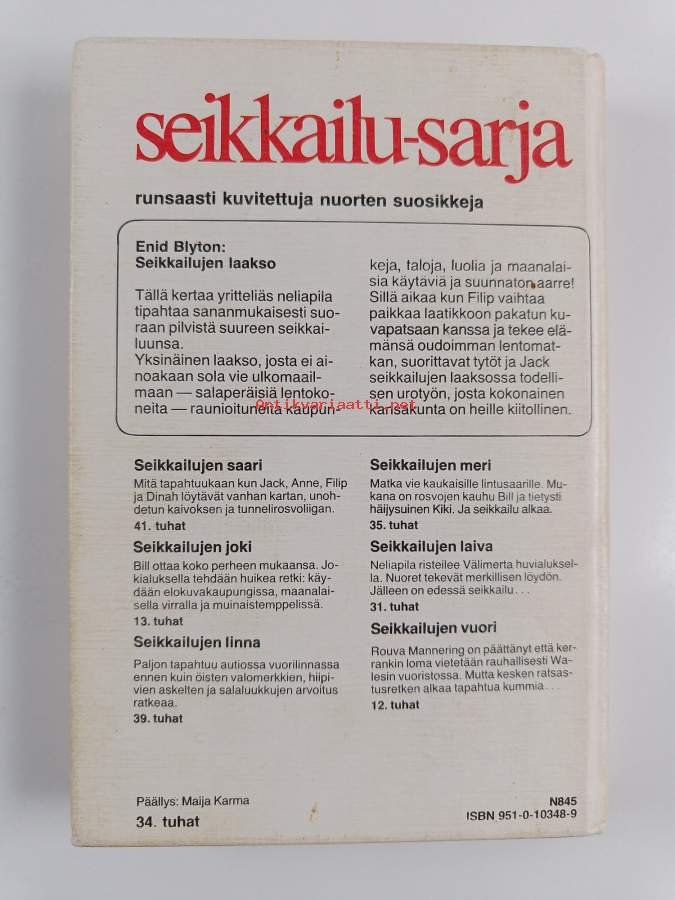 seikkailu-sarja
runsaasti kuvitettuja nuorten suosikkeja
Enid Blyton:
Seikkailujen laakso
Tällä kertaa yritteliäs neliapila
tipahtaa sananmukaisesti suo-
raan pilvistä suureen seikkai-
luunsa.
Yksinäinen laakso, josta ei ai-
noakaan sola vie ulkomaail-
maan — salaperäisiä lentoko-
neita — raunioituneita kaupun-
keja, taloja, luolia ja maanalai-
sia käytäviä ja suunnaton aarre!
Sillä aikaa kun Filip vaihtaa
paikkaa laatikkoon pakatun ku-
vapatsaan kanssa ja tekee elä-
mänsä oudoimman lentomat-
kan, suorittavat tytöt ja Jack
seikkailujen laaksossa todelli-
sen urotyön, josta kokonainen
kansakunta on heille kiitollinen.
Antikvariaatti.net
Seikkailujen saari
Mitä tapahtuukaan kun Jack, Anne, Filip
ja Dinah löytävät vanhan kartan, unoh-
detun kaivoksen ja tunnelirosvoliigan.
41. tuhat
Seikkailujen joki
Bill ottaa koko perheen mukaansa. Jo-
kialuksella tehdään huikea retki: käy-
dään elokuvakaupungissa, maanalai-
sella virralla ja muinaistemppelissä.
13. tuhat
Seikkailujen linna
Paljon tapahtuu autiossa vuorilinnassa
ennen kuin öisten valomerkkien, hiipi-
vien askelten ja salaluukkujen arvoitus
ratkeaa.
39. tuhat
Seikkailujen meri
Matka vie kaukaisille lintusaarille. Mu-
kana on rosvojen kauhu Bill ja tietysti
häijysuinen Kiki. Ja seikkailu alkaa.
35. tuhat
Seikkailujen laiva
Neliapila risteilee Välimerta huvialuksel-
la. Nuoret tekevät merkillisen löydön.
Jälleen on edessä seikkailu...
31. tuhat
Seikkailujen vuori
Rouva Mannering on päättänyt että ker-
rankin loma vietetään rauhallisesti Wa-
lesin vuoristossa. Mutta kesken ratsas-
tusretken alkaa tapahtua kummia...
12. tuhat
Päällys: Maija Karma
34. tuhat
N845
ISBN 951-0-10348-9